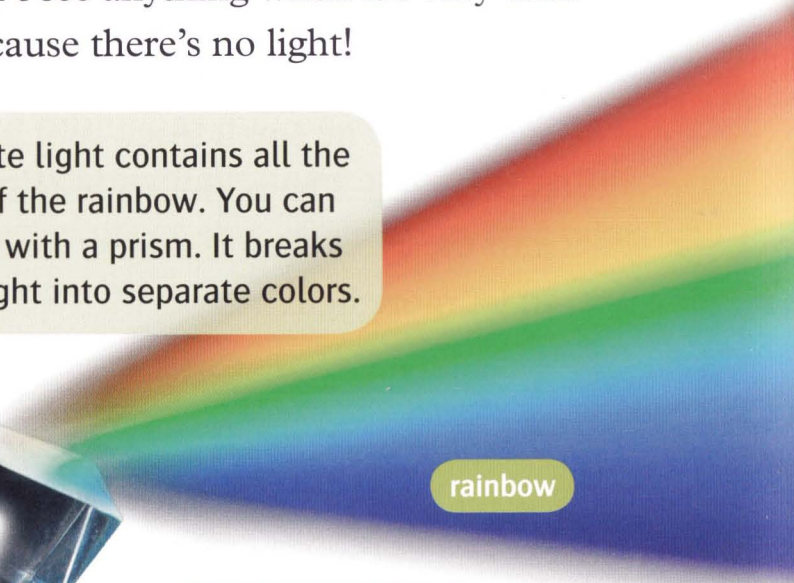 anything
cause there's no light!
te light contains all the
f the rainbow. You can
with a prism. It breaks
ght into separate colors.
rainbow